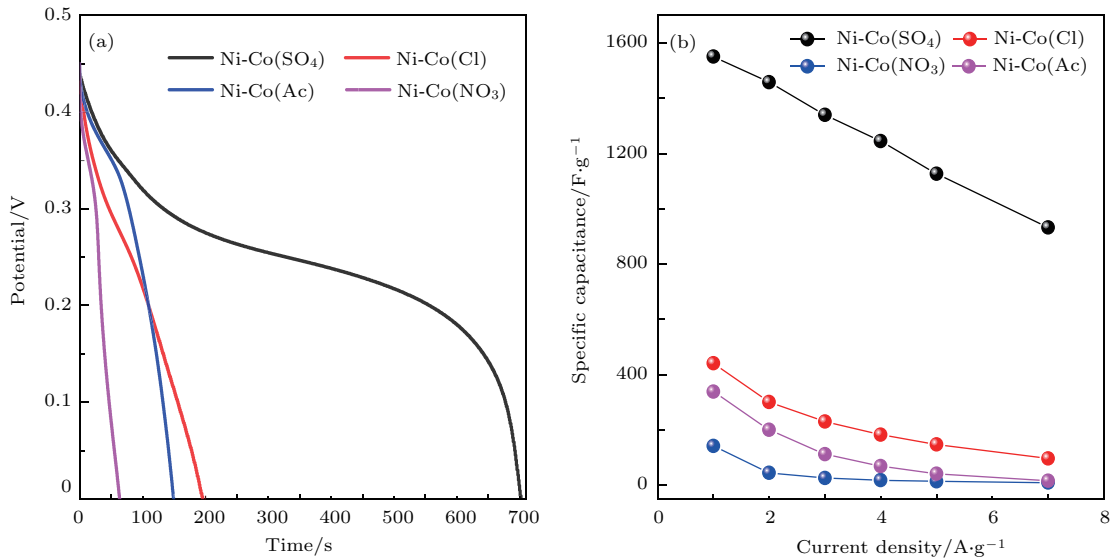 (a)
Ni-Co(SO₄) Ni-Co(Cl)
Ni-Co(Ac) Ni-Co(NO₃)
0.5
0.4
0.3
0.2
0.1
0
Potential/V
0 100 200 300 400 500 600 700
Time/s
(b)
Ni-Co(SO₄) Ni-Co(Cl)
Ni-Co(NO₃) Ni-Co(Ac)
1600
1200
800
400
0
Specific capacitance/F·g⁻¹
0 2 4 6 8
Current density/A·g⁻¹